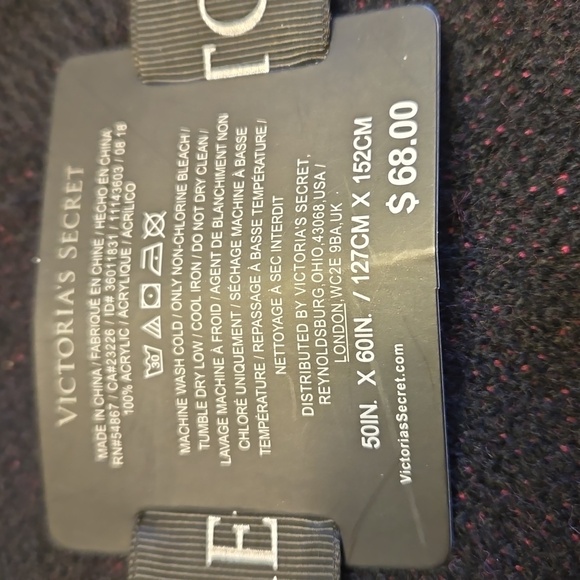 VICTORIA'S SECRET
MADE IN CHINA / FABRIQUÉ EN CHINE / HECHO EN CHINA
RN#54867 / CA#23226 / ID# 36011831 / 11143603 / 08 18
100% ACRYLIC / ACRYLIQUE / ACRILICO
30
MACHINE WASH COLD / ONLY NON-CHLORINE BLEACH /
TUMBLE DRY LOW / COOL IRON / DO NOT DRY CLEAN /
LAVAGE MACHINE À FROID / AGENT DE BLANCHIMENT NON
CHLORÉ UNIQUEMENT / SÉCHAGE MACHINE À BASSE
TEMPÉRATURE / REPASSAGE À BASSE TEMPÉRATURE /
NETTOYAGE À SEC INTERDIT
DISTRIBUTED BY VICTORIA'S SECRET,
REYNOLDSBURG,OHIO,43068,USA /
LONDON,WC2E 9BA,UK
50IN. X 60IN. / 127CM X 152CM
$ 68.00
VictoriasSecret.com